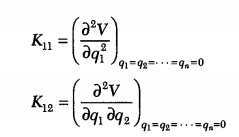 K₁₁ = (∂²V / ∂q₁²)_{q₁=q₂=⋯=qₙ=0}
K₁₂ = (∂²V / ∂q₁ ∂q₂)_{q₁=q₂=⋯=qₙ=0}